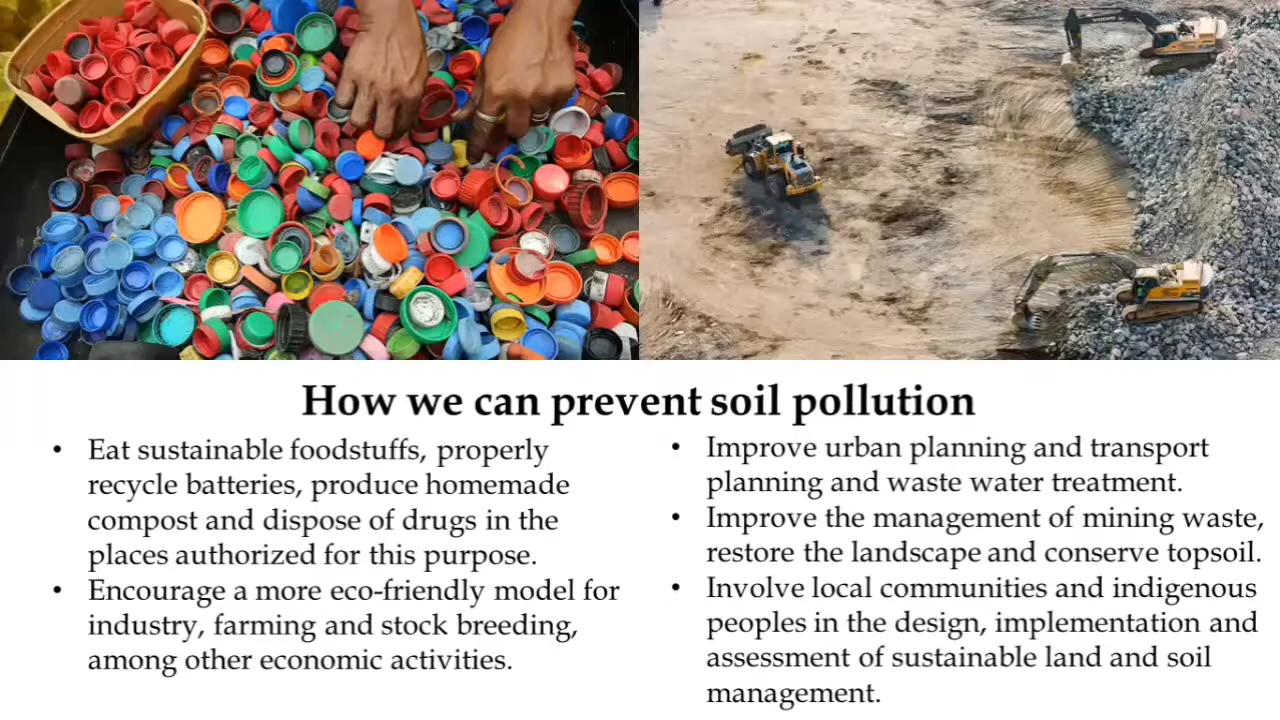 How we can prevent soil pollution
• Eat sustainable foodstuffs, properly
recycle batteries, produce homemade
compost and dispose of drugs in the
places authorized for this purpose.
• Encourage a more eco-friendly model for
industry, farming and stock breeding,
among other economic activities.
• Improve urban planning and transport
planning and waste water treatment.
• Improve the management of mining waste,
restore the landscape and conserve topsoil.
• Involve local communities and indigenous
peoples in the design, implementation and
assessment of sustainable land and soil
management.